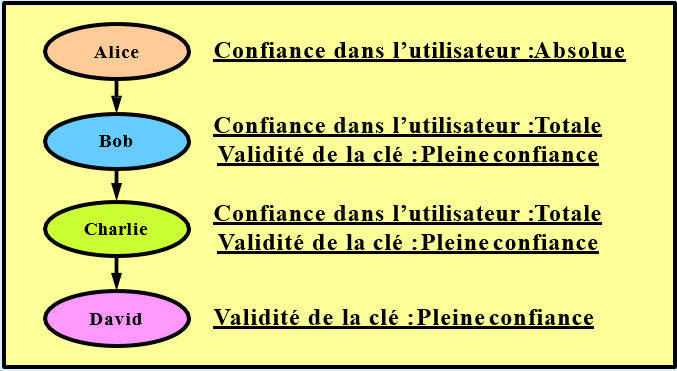 Alice
Confiance dans l’utilisateur :Absolue
Bob
Confiance dans l’utilisateur :Totale
Validité de la clé :Pleine confiance
Charlie
Confiance dans l’utilisateur :Totale
Validité de la clé :Pleine confiance
David
Validité de la clé :Pleine confiance